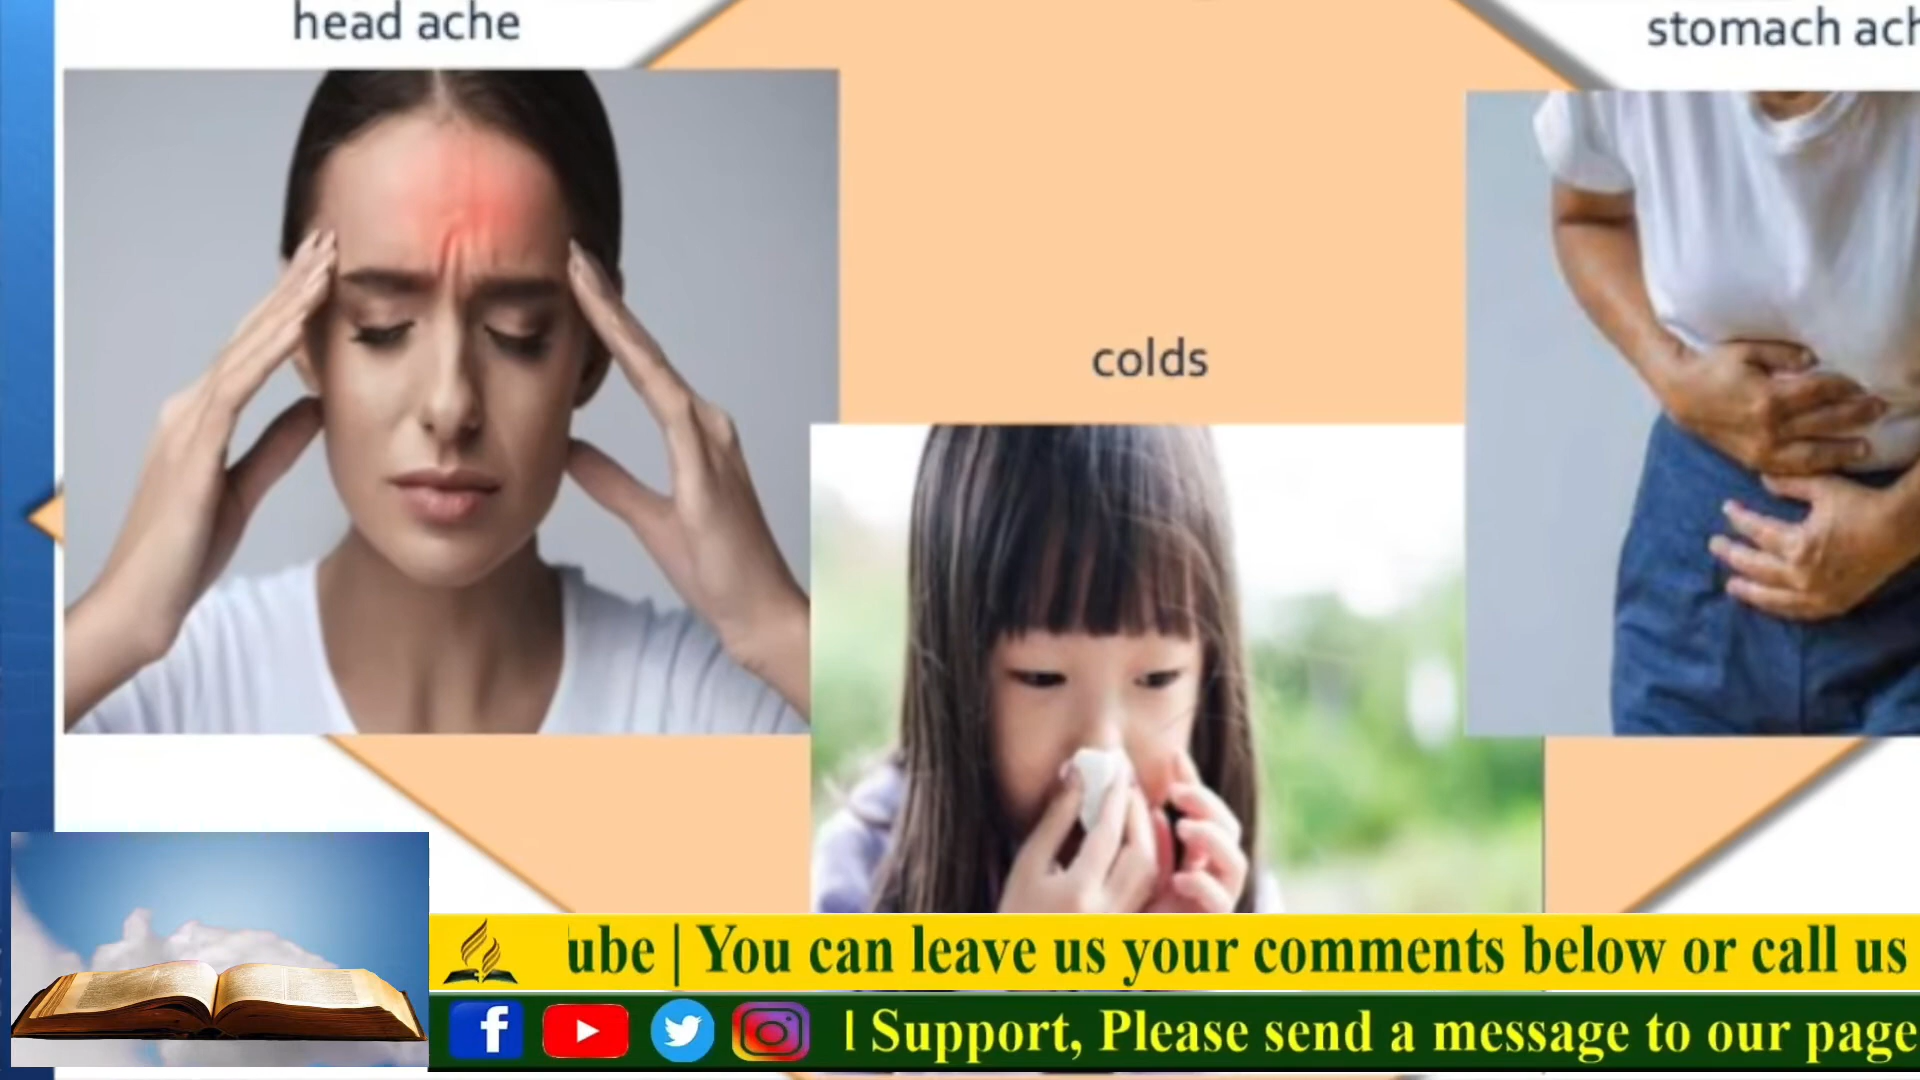 head ache
stomach ach
colds
ube | You can leave us your comments below or call us
l Support, Please send a message to our page